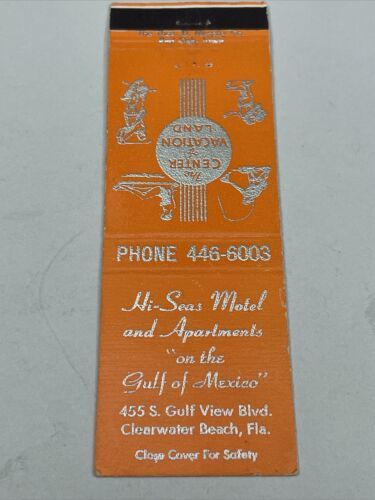 The
CENTER
of
VACATION
LAND
PHONE 446-6003
Hi-Seas Motel
and Apartments
"on the
Gulf of Mexico"
455 S. Gulf View Blvd.
Clearwater Beach, Fla.
Close Cover For Safety